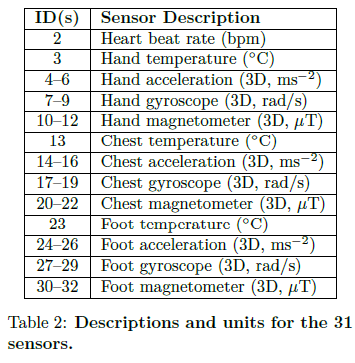 ID(s) Sensor Description
2 Heart beat rate (bpm)
3 Hand temperature (°C)
4–6 Hand acceleration (3D, ms⁻²)
7–9 Hand gyroscope (3D, rad/s)
10–12 Hand magnetometer (3D, μT)
13 Chest temperature (°C)
14–16 Chest acceleration (3D, ms⁻²)
17–19 Chest gyroscope (3D, rad/s)
20–22 Chest magnetometer (3D, μT)
23 Foot temperature (°C)
24–26 Foot acceleration (3D, ms⁻²)
27–29 Foot gyroscope (3D, rad/s)
30–32 Foot magnetometer (3D, μT)
Table 2: Descriptions and units for the 31
sensors.